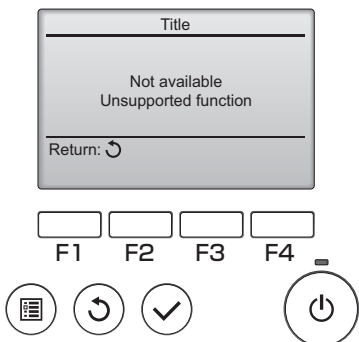 Title
Not available
Unsupported function
Return:
F1 F2 F3 F4